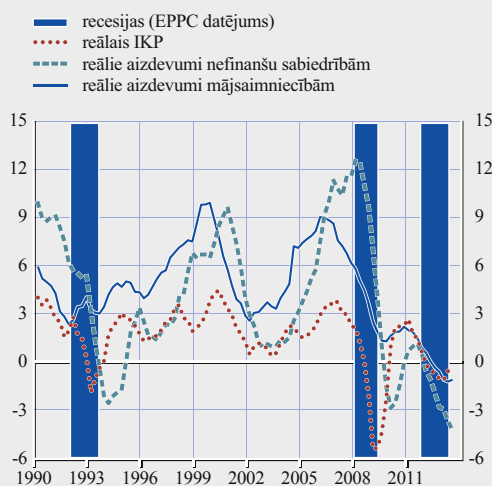 recesijas (EPPC datējums)
reālais IKP
reālie aizdevumi nefinanšu sabiedrībām
reālie aizdevumi mājsaimniecībām
15 15
12 12
9 9
6 6
3 3
0 0
-3 -3
-6 -6
1990 1993 1996 1999 2002 2005 2008 2011